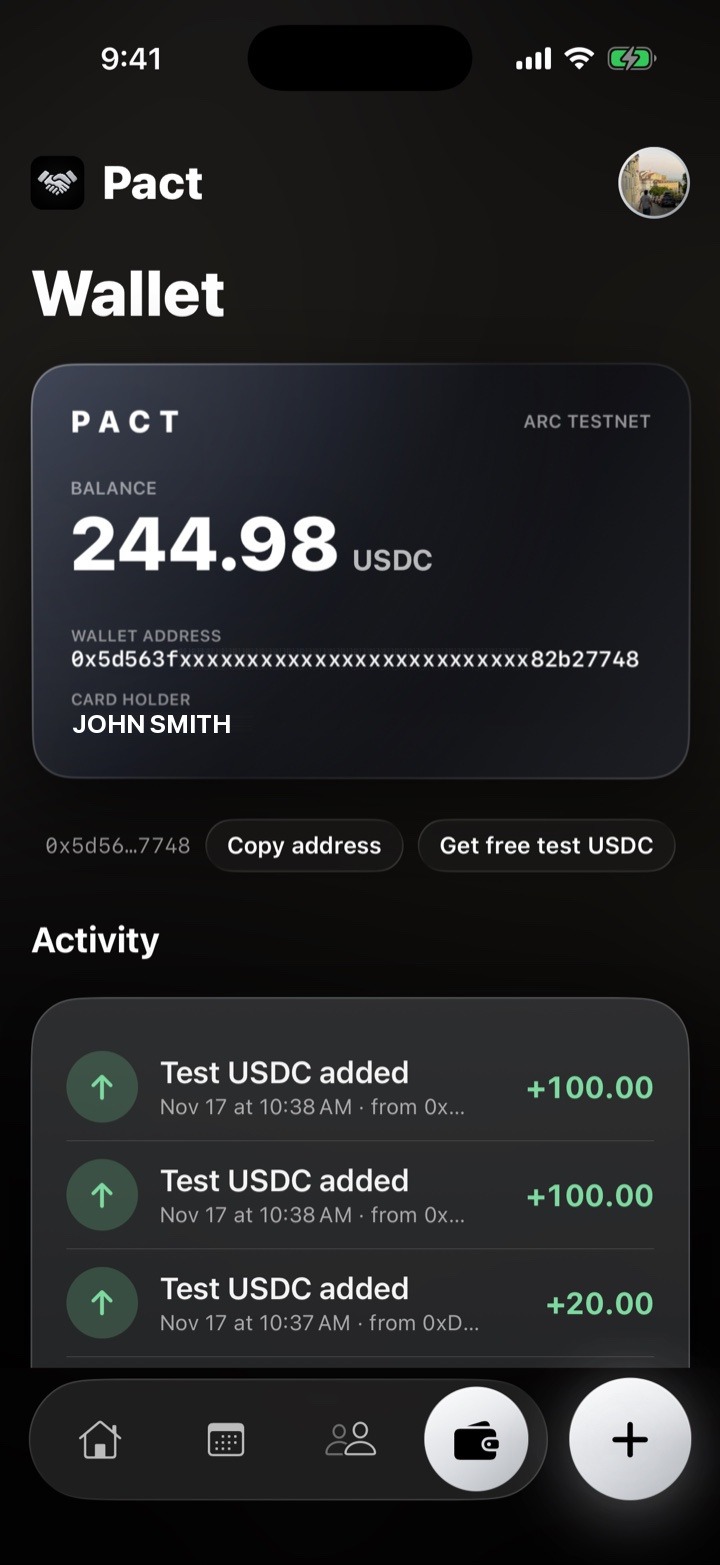 9:41
Pact
Wallet
PACT
ARC TESTNET
BALANCE
244.98 USDC
WALLET ADDRESS
0x5d563fxxxxxxxxxxxxxxxxxxxxxxxxxx82b27748
CARD HOLDER
JOHN SMITH
0x5d56…7748
Copy address
Get free test USDC
Activity
Test USDC added
Nov 17 at 10:38 AM · from 0x…
+100.00
Test USDC added
Nov 17 at 10:38 AM · from 0x…
+100.00
Test USDC added
Nov 17 at 10:37 AM · from 0xD…
+20.00